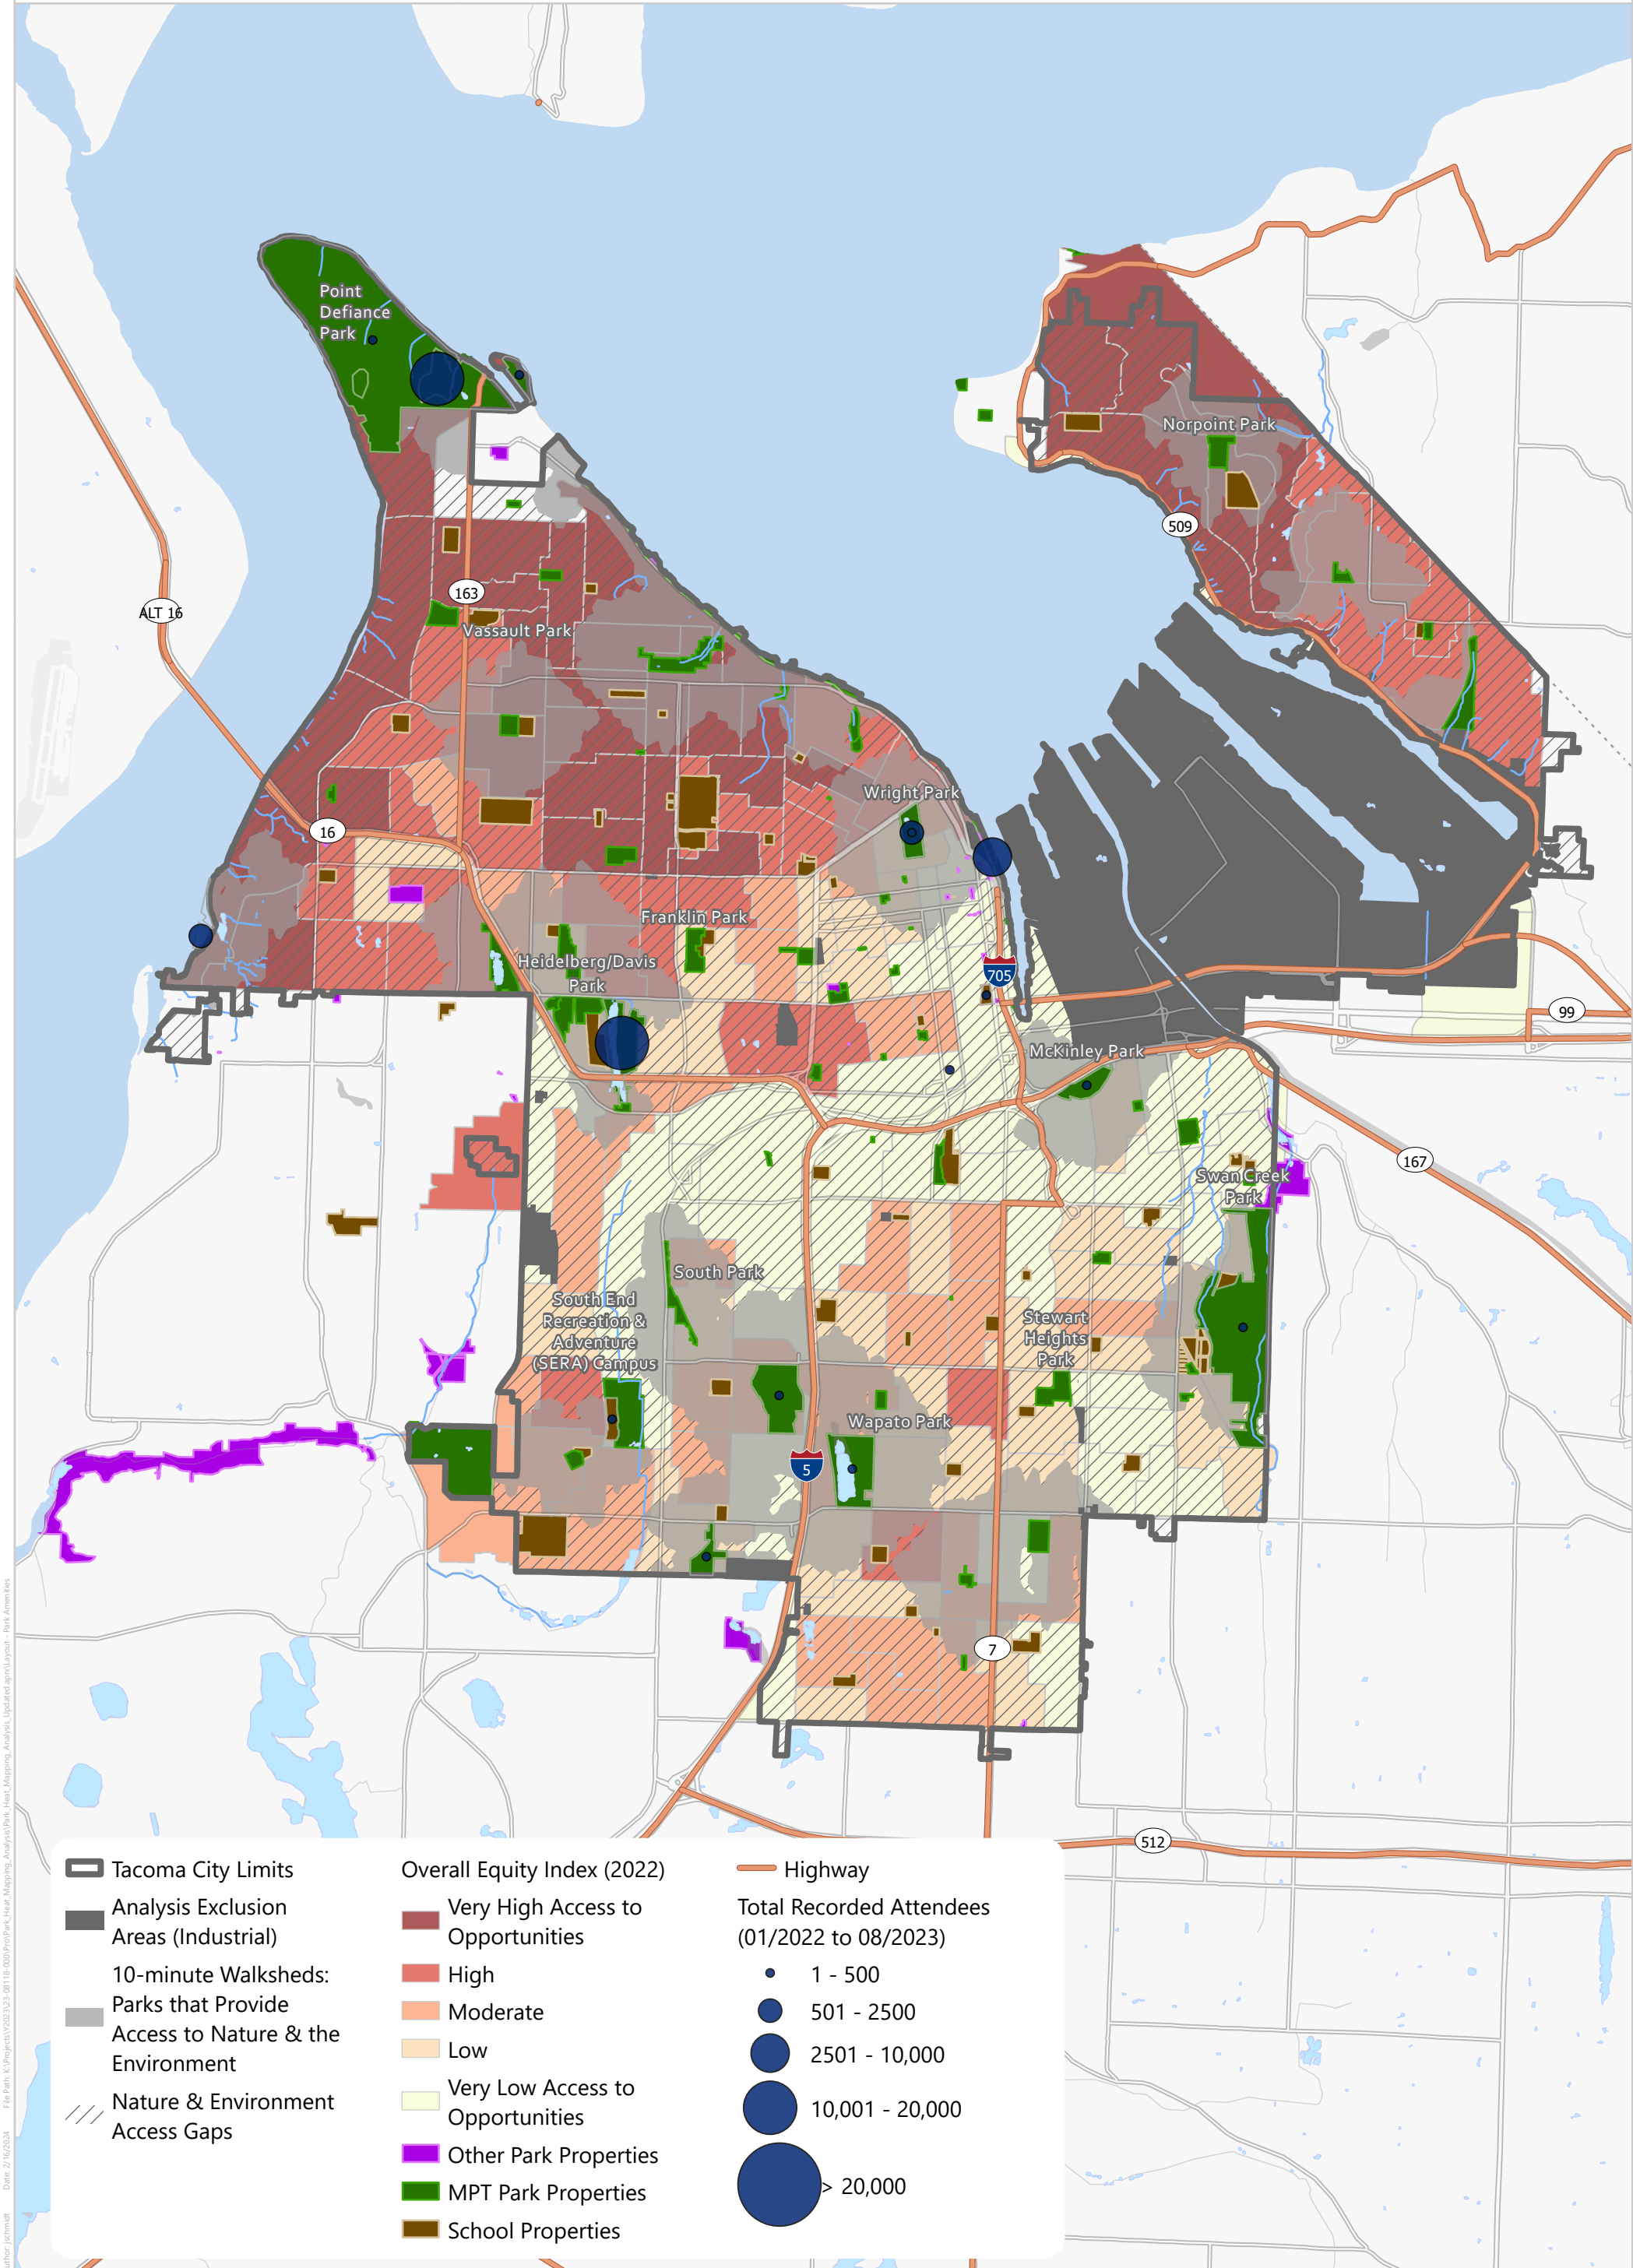 Point
Defiance
Park
Norpoint Park
509
ALT 16
163
Vassault Park
Wright Park
16
Franklin Park
Heidelberg/Davis
Park
705
99
McKinley Park
167
Swan Creek
Park
South Park
South End
Recreation &
Adventure
(SERA) Campus
Stewart
Heights
Park
Wapato Park
5
7
512
Tacoma City Limits
Analysis Exclusion
Areas (Industrial)
10-minute Walksheds:
Parks that Provide
Access to Nature & the
Environment
Nature & Environment
Access Gaps
Overall Equity Index (2022)
Very High Access to
Opportunities
High
Moderate
Low
Very Low Access to
Opportunities
Other Park Properties
MPT Park Properties
School Properties
Highway
Total Recorded Attendees
(01/2022 to 08/2023)
1 - 500
501 - 2500
2501 - 10,000
10,001 - 20,000
> 20,000
Date: 2/16/2024
jschmidt